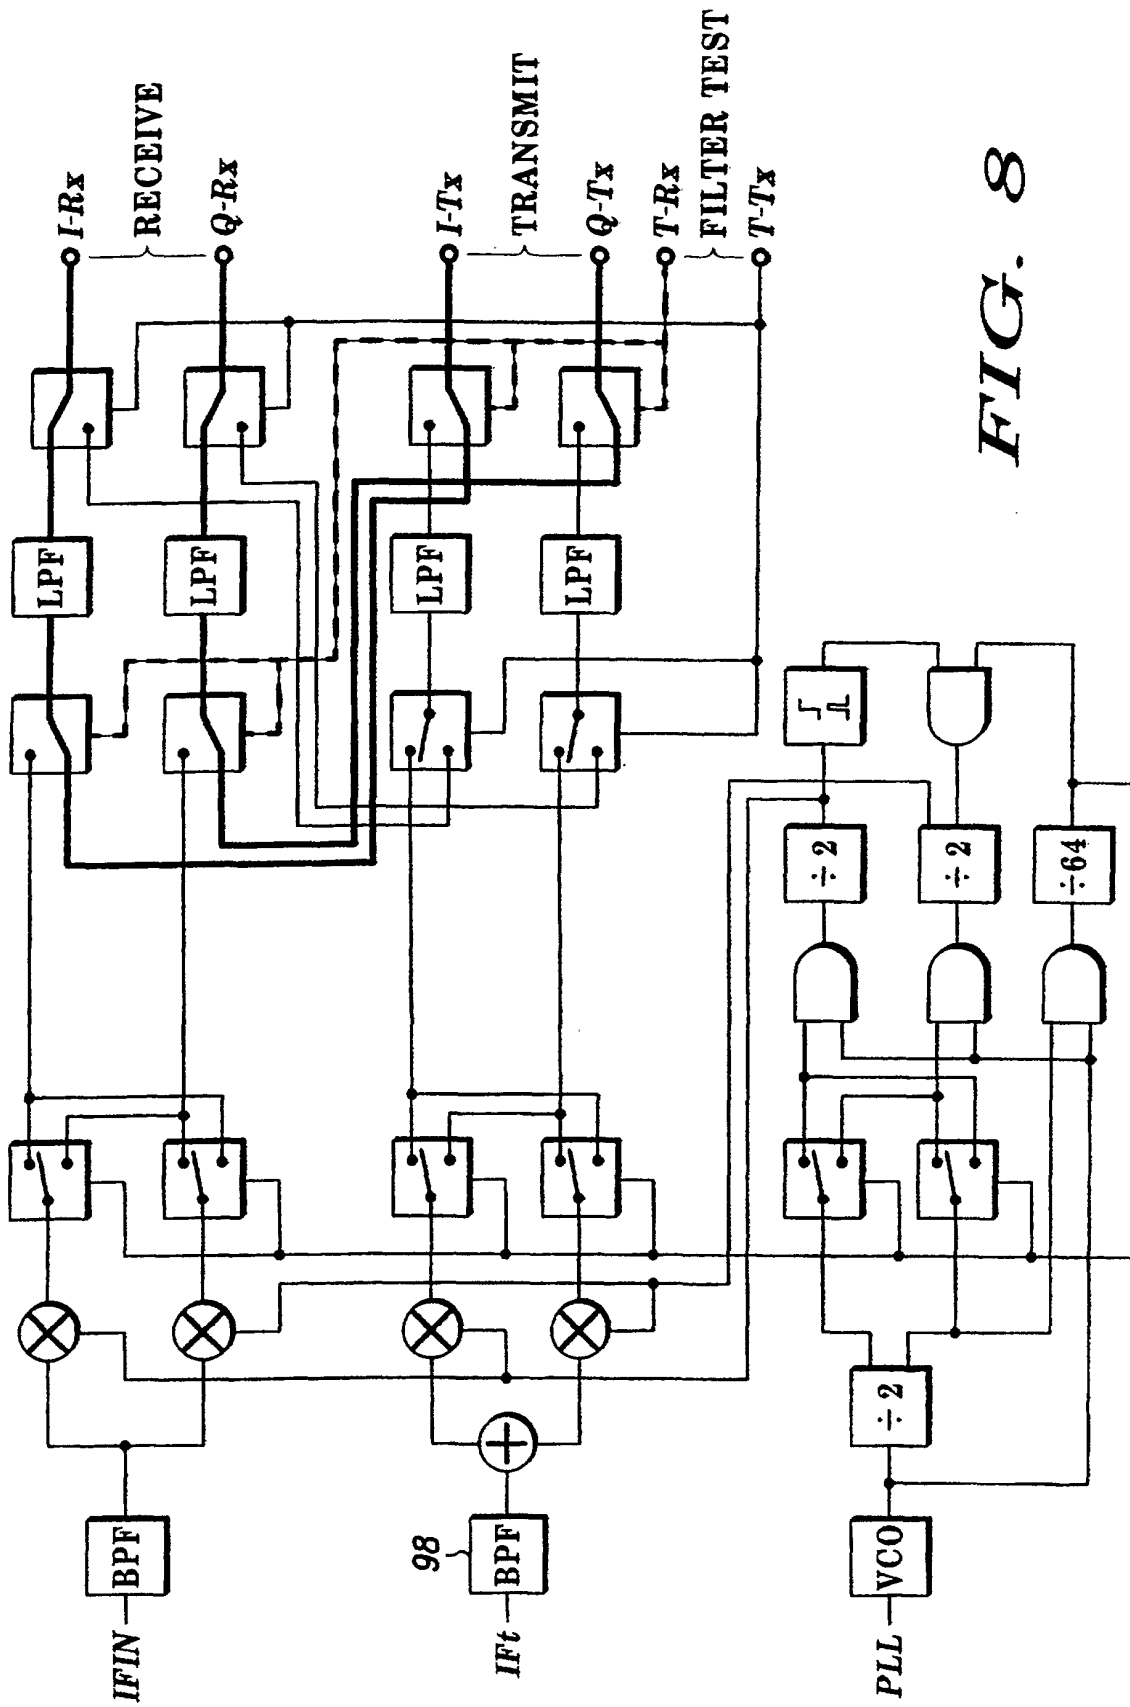 I-Rx
RECEIVE
Q-Rx
I-Tx
TRANSMIT
Q-Tx
T-Rx
FILTER TEST
T-Tx
LPF
LPF
LPF
LPF
÷2
÷2
÷64
÷2
BPF
IFIN
98
BPF
IFt
VCO
PLL
FIG. 8